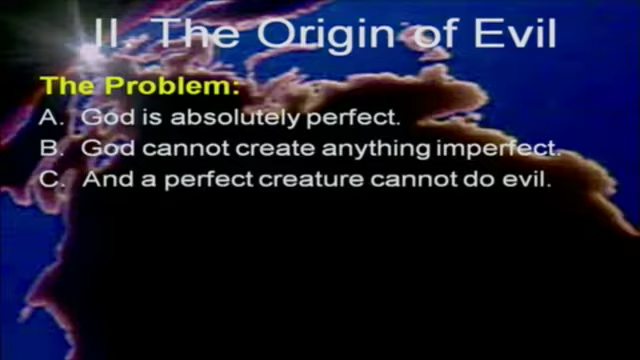 II. The Origin of Evil
The Problem:
A. God is absolutely perfect.
B. God cannot create anything imperfect.
C. And a perfect creature cannot do evil.